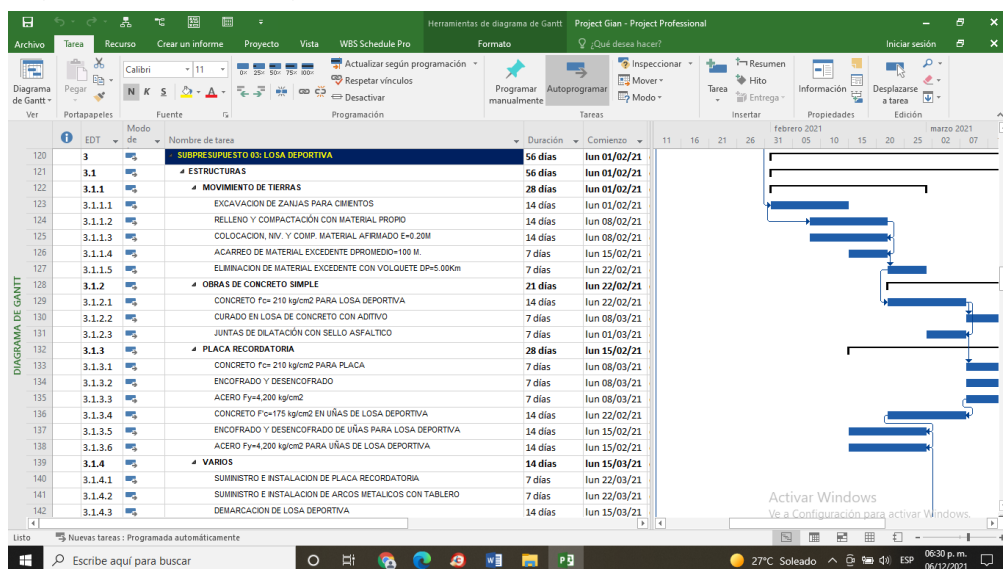 Herramientas de diagrama de Gantt Project Gian - Project Professional
Archivo Tarea Recurso Crear un informe Proyecto Vista WBS Schedule Pro Formato ¿Qué desea hacer? Iniciar sesión
Diagrama de Gantt
Pegar
Calibri 11
N K S
0× 25× 50× 75× 100×
Actualizar según programación
Respetar vínculos
Desactivar
Programar manualmente
Autoprogramar
Inspeccionar
Mover
Modo
Tarea
Resumen
Hito
Entrega
Información
Desplazarse a tarea
Ver Portapapeles Fuente Programación Tareas Insertar Propiedades Edición
EDT Modo de Nombre de tarea Duración Comienzo
febrero 2021 marzo 2021
11 16 21 26 31 05 10 15 20 25 02 07
DIAGRAMA DE GANTT
120 3 SUBPRESUPUESTO 03: LOSA DEPORTIVA 56 días lun 01/02/21
121 3.1 ESTRUCTURAS 56 días lun 01/02/21
122 3.1.1 MOVIMIENTO DE TIERRAS 28 días lun 01/02/21
123 3.1.1.1 EXCAVACION DE ZANJAS PARA CIMIENTOS 14 días lun 01/02/21
124 3.1.1.2 RELLENO Y COMPACTACIÓN CON MATERIAL PROPIO 14 días lun 08/02/21
125 3.1.1.3 COLOCACION, NIV. Y COMP. MATERIAL AFIRMADO E=0.20M 14 días lun 08/02/21
126 3.1.1.4 ACARREO DE MATERIAL EXCEDENTE DPROMEDIO=100 M. 7 días lun 15/02/21
127 3.1.1.5 ELIMINACION DE MATERIAL EXCEDENTE CON VOLQUETE DP=5.00Km 7 días lun 22/02/21
128 3.1.2 OBRAS DE CONCRETO SIMPLE 21 días lun 22/02/21
129 3.1.2.1 CONCRETO f'c= 210 kg/cm2 PARA LOSA DEPORTIVA 14 días lun 22/02/21
130 3.1.2.2 CURADO EN LOSA DE CONCRETO CON ADITIVO 7 días lun 08/03/21
131 3.1.2.3 JUNTAS DE DILATACIÓN CON SELLO ASFALTICO 7 días lun 01/03/21
132 3.1.3 PLACA RECORDATORIA 28 días lun 15/02/21
133 3.1.3.1 CONCRETO f'c= 210 kg/cm2 PARA PLACA 7 días lun 08/03/21
134 3.1.3.2 ENCOFRADO Y DESENCOFRADO 7 días lun 08/03/21
135 3.1.3.3 ACERO Fy=4,200 kg/cm2 7 días lun 08/03/21
136 3.1.3.4 CONCRETO F'c=175 kg/cm2 EN UÑAS DE LOSA DEPORTIVA 14 días lun 22/02/21
137 3.1.3.5 ENCOFRADO Y DESENCOFRADO DE UÑAS PARA LOSA DEPORTIVA 14 días lun 15/02/21
138 3.1.3.6 ACERO Fy=4,200 kg/cm2 PARA UÑAS DE LOSA DEPORTIVA 14 días lun 15/02/21
139 3.1.4 VARIOS 14 días lun 15/03/21
140 3.1.4.1 SUMINISTRO E INSTALACION DE PLACA RECORDATORIA 7 días lun 22/03/21
141 3.1.4.2 SUMINISTRO E INSTALACION DE ARCOS METALICOS CON TABLERO 7 días lun 22/03/21
142 3.1.4.3 DEMARCACION DE LOSA DEPORTIVA 14 días lun 15/03/21
Activar Windows
Ve a Configuración para activar Windows.
Listo Nuevas tareas : Programada automáticamente
Escribe aquí para buscar 27°C Soleado ESP 06:30 p. m.
06/12/2021